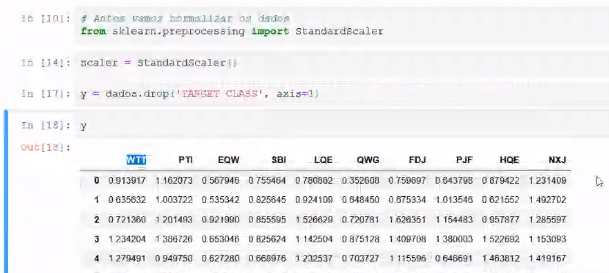 In [10]: # Antes vamos normalizar os dados
from sklearn.preprocessing import StandardScaler
In [14]: scaler = StandardScaler()
In [17]: y = dados.drop('TARGET CLASS', axis=1)
In [18]: y
Out[18]:
WTT PTI EQW SBI LQE QWG FDJ PJF HQE NXJ
0 0.913917 1.162073 0.567946 0.755464 0.780862 0.352608 0.759697 0.643798 0.879422 1.231409
1 0.635632 1.003722 0.535342 0.825645 0.924109 0.648450 0.675334 1.013546 0.621552 1.492702
2 0.721360 1.201493 0.921990 0.855595 1.526629 0.720781 1.626351 1.154483 0.957877 1.285597
3 1.234204 1.386726 0.653046 0.825624 1.142504 0.875128 1.409708 1.380003 1.522692 1.153093
4 1.279491 0.949750 0.627280 0.668976 1.232537 0.703727 1.115596 0.646691 1.463812 1.419167